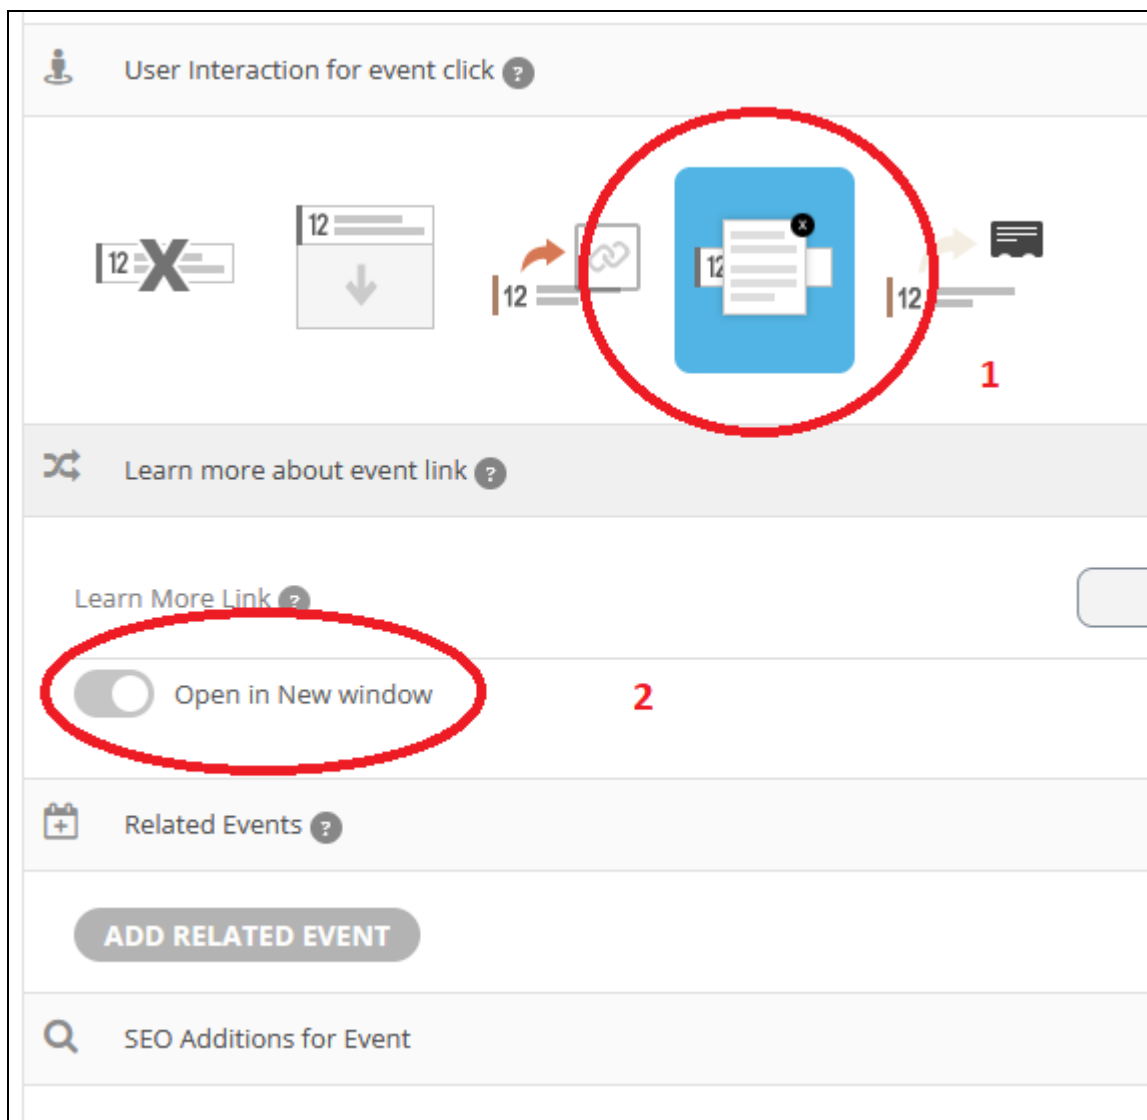 User Interaction for event click ?
12 X
12
12
12 x
12
1
Learn more about event link ?
Learn More Link ?
Open in New window
2
Related Events ?
ADD RELATED EVENT
SEO Additions for Event